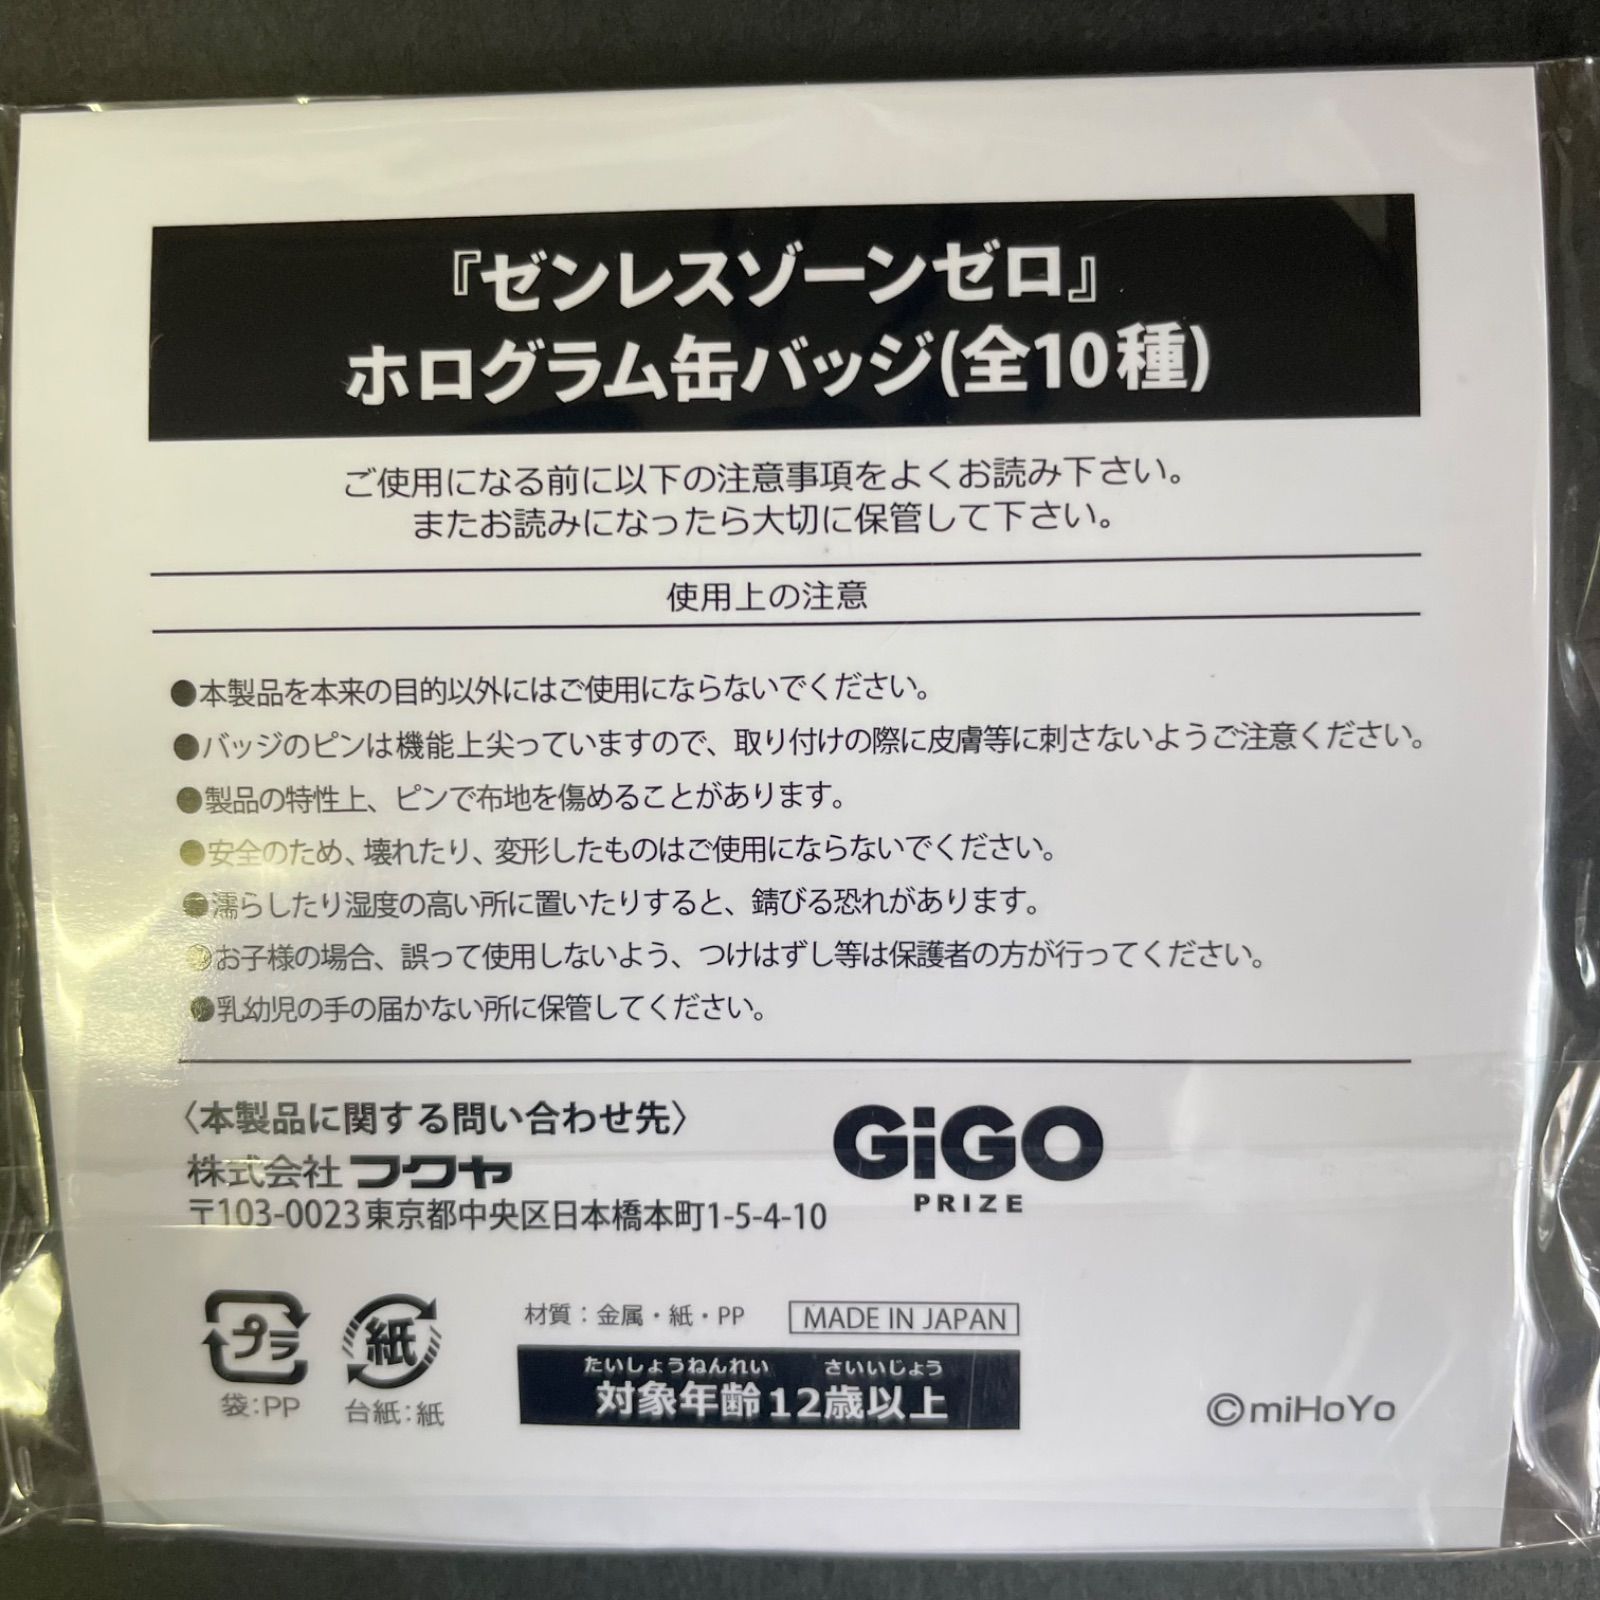 『ゼンレスゾーンゼロ』
ホログラム缶バッジ(全10種)
ご使用になる前に以下の注意事項をよくお読み下さい。
またお読みになったら大切に保管して下さい。
使用上の注意
●本製品を本来の目的以外にはご使用にならないでください。
●バッジのピンは機能上尖っていますので、取り付けの際に皮膚等に刺さないようご注意ください。
●製品の特性上、ピンで布地を傷めることがあります。
●安全のため、壊れたり、変形したものはご使用にならないでください。
●濡らしたり湿度の高い所に置いたりすると、錆びる恐れがあります。
●お子様の場合、誤って使用しないよう、つけはずし等は保護者の方が行ってください。
●乳幼児の手の届かない所に保管してください。
〈本製品に関する問い合わせ先〉
株式会社フクヤ
〒103-0023東京都中央区日本橋本町1-5-4-10
GiGO
PRIZE
プラ
袋:PP
紙
台紙:紙
材質：金属・紙・PP
MADE IN JAPAN
たいしょうねんれい さいいじょう
対象年齢12歳以上
©miHoYo